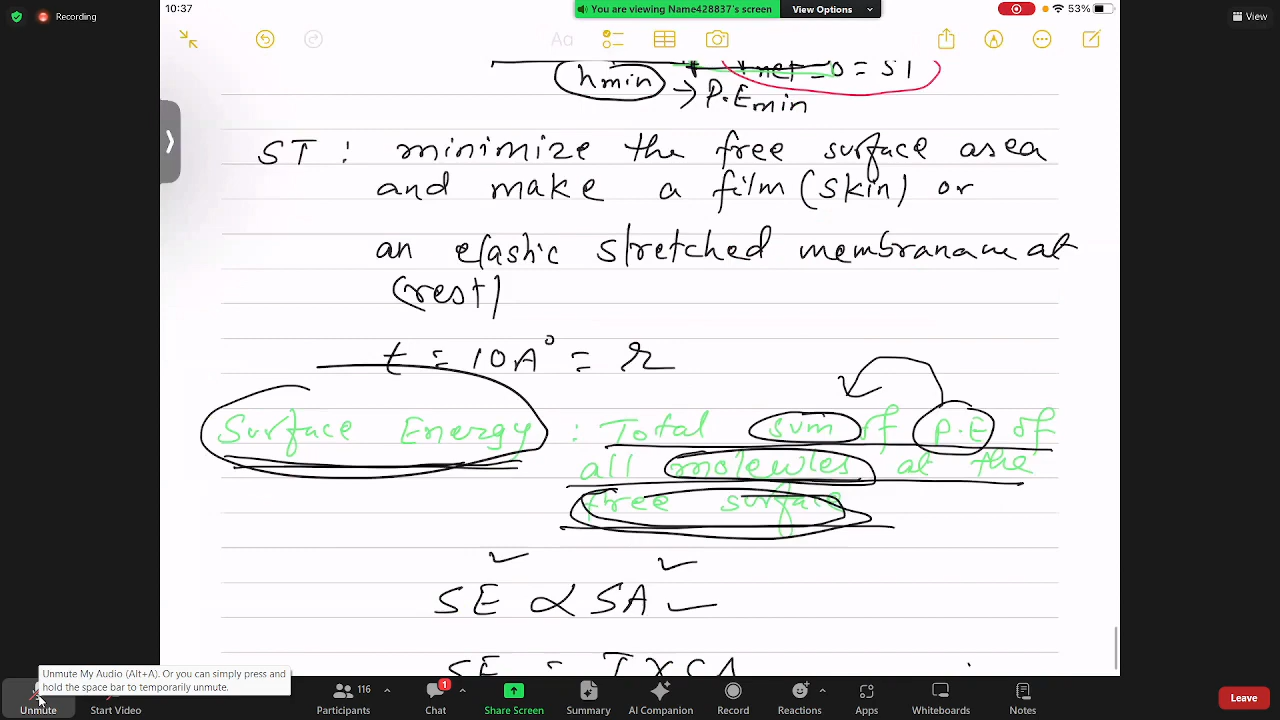 10:37
Recording
You are viewing Name428837's screen
View Options
53%
View
Aa
hmin
→ P.Emin
ST : minimize the free surface area
and make a film (skin) or
an elastic stretched membranane at
(rest)
t = 10A° = r
Surface Energy : Total sum of P.E of
all molecules at the
free surface
SE ∝ SA
SE = T × SA
Unmute My Audio (Alt+A). Or you can simply press and
hold the space bar to temporarily unmute.
Unmute
Start Video
Participants 116
Chat 1
Share Screen
Summary
AI Companion
Record
Reactions
Apps
Whiteboards
Notes
Leave